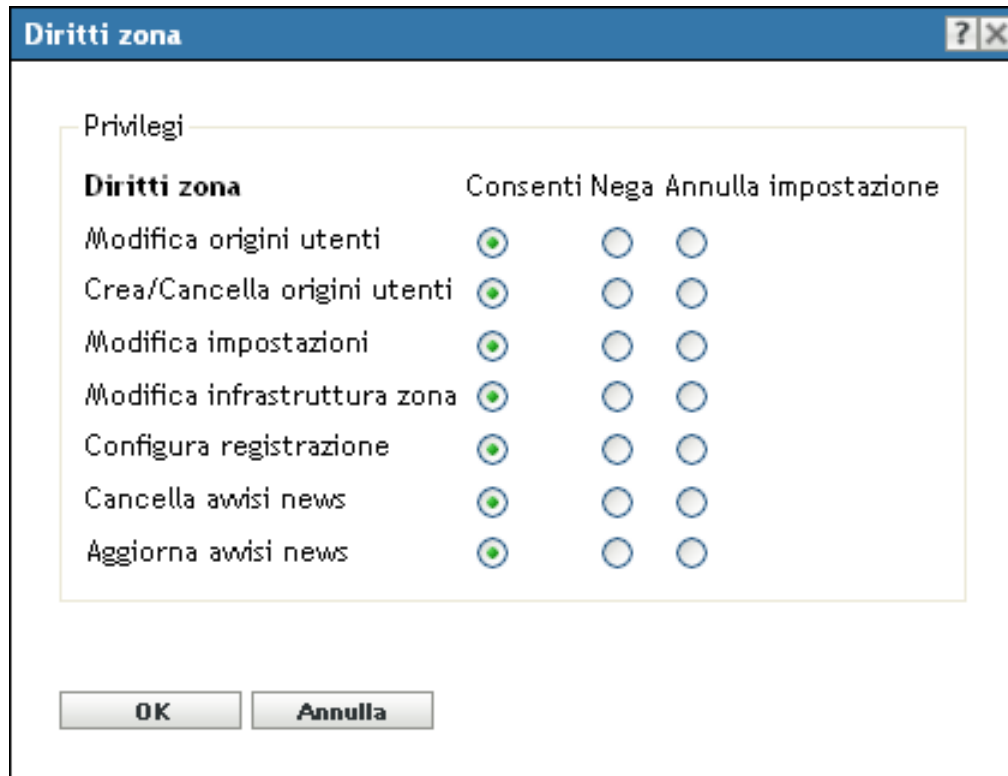 Diritti zona
Privilegi
Diritti zona Consenti Nega Annulla impostazione
Modifica origini utenti
Crea/Cancella origini utenti
Modifica impostazioni
Modifica infrastruttura zona
Configura registrazione
Cancella avvisi news
Aggiorna avvisi news
OK Annulla